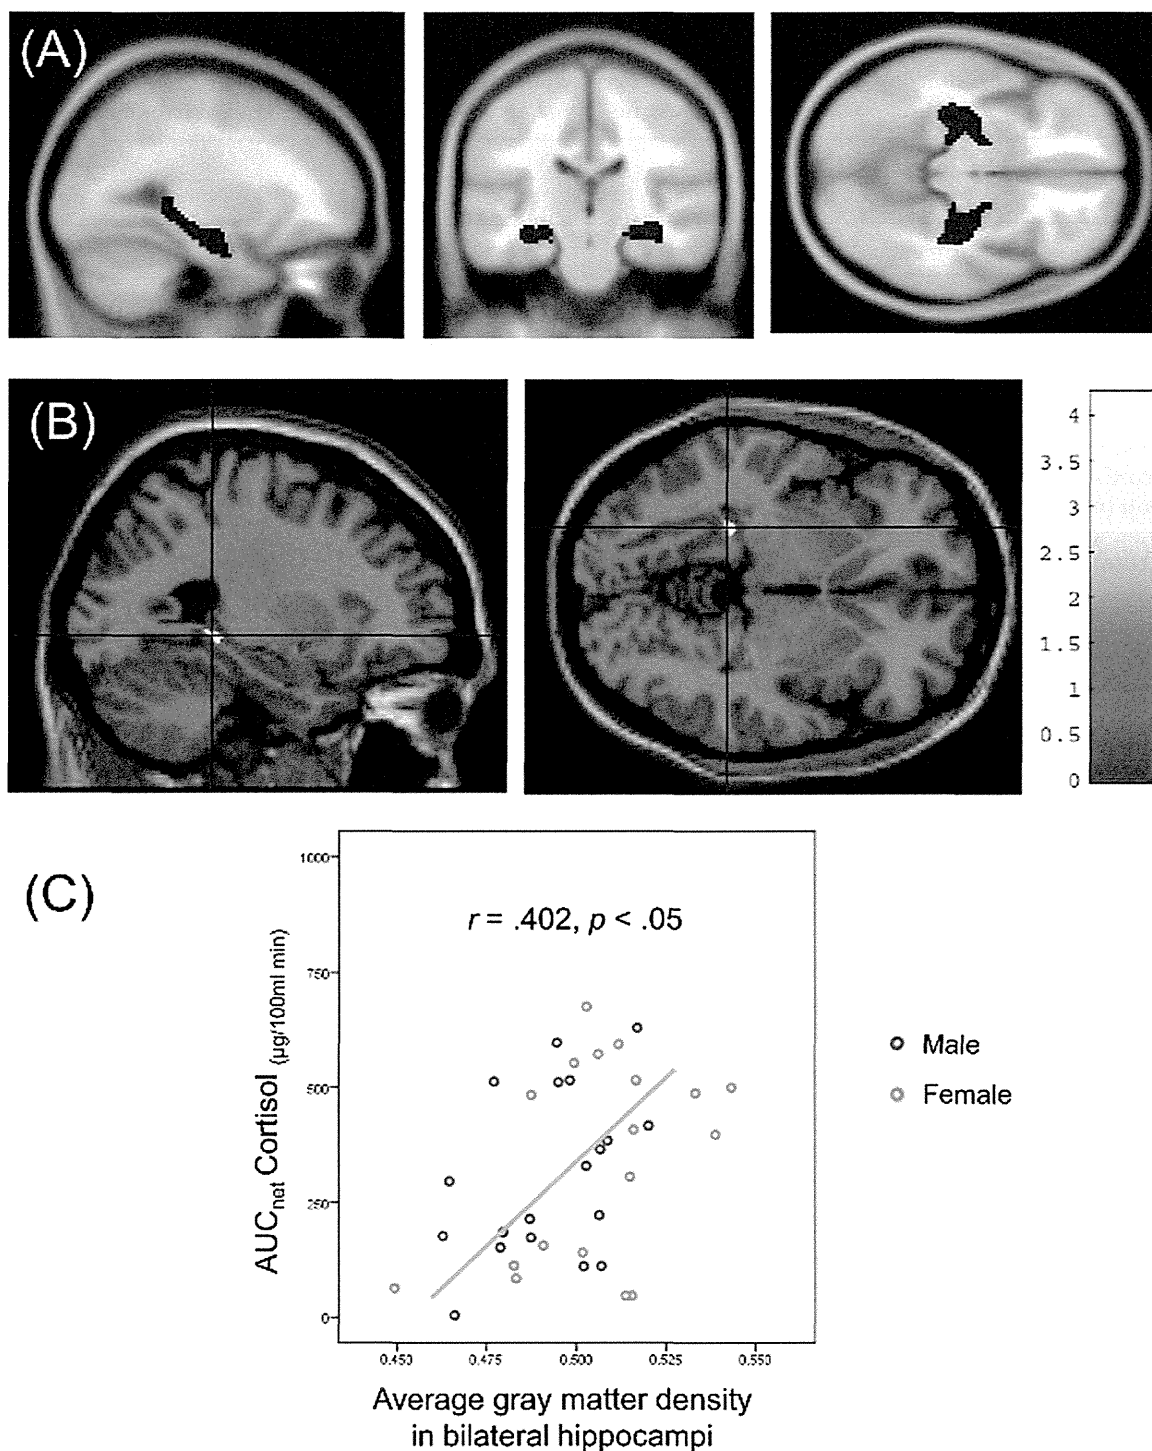 (A)
(B)
4
3.5
3
2.5
2
1.5
1
0.5
0
(C)
r = .402, p < .05
AUCnet Cortisol (µg/100ml min)
1000
750
500
250
0
0.450 0.475 0.500 0.525 0.550
Average gray matter density
in bilateral hippocampi
Male
Female